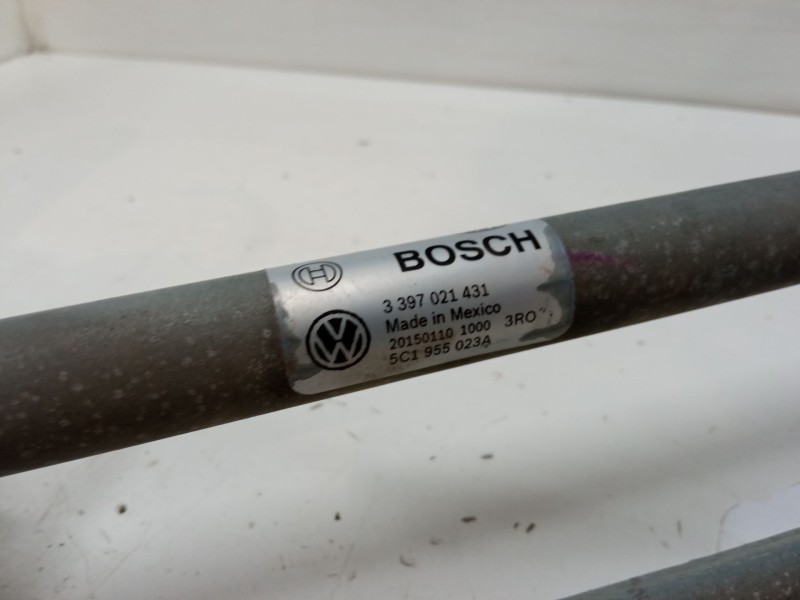 BOSCH
3 397 021 431
Made in Mexico
20150110 1000 3RO
5C1 955 023A